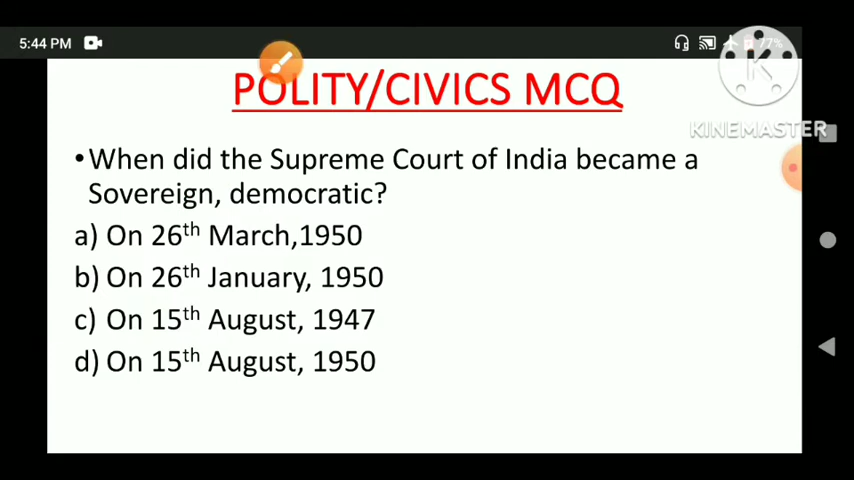 5:44 PM
77%
POLITY/CIVICS MCQ
K
KINEMASTER
•When did the Supreme Court of India became a
Sovereign, democratic?
a) On 26th March,1950
b) On 26th January, 1950
c) On 15th August, 1947
d) On 15th August, 1950